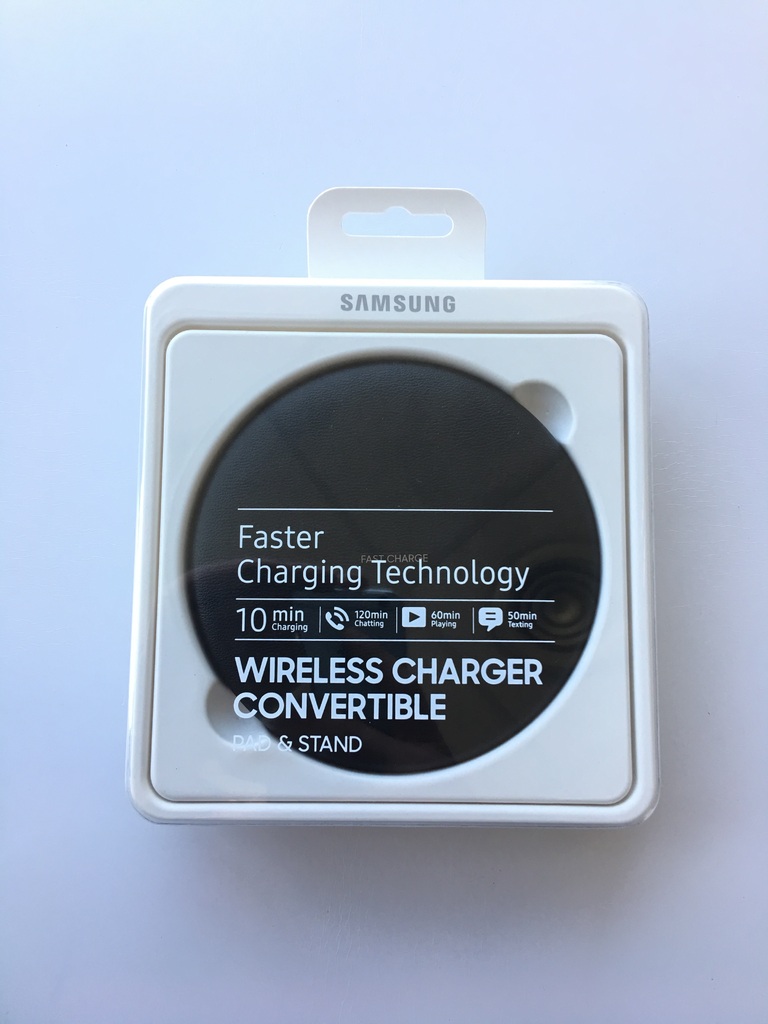 SAMSUNG
Faster
FAST CHARGE
Charging Technology
10 min Charging 120min Chatting 60min Playing 50min Texting
WIRELESS CHARGER
CONVERTIBLE
PAD & STAND